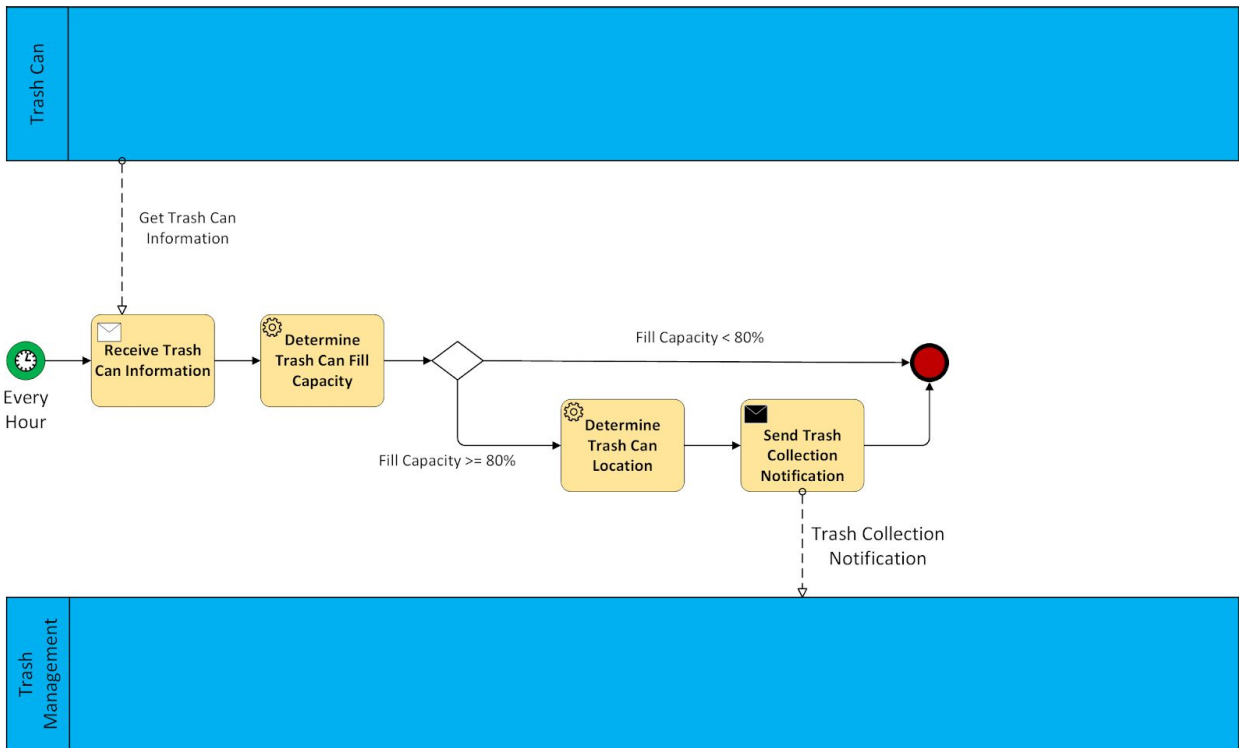 Trash Can
Get Trash Can
Information
Every
Hour
Receive Trash
Can Information
Determine
Trash Can Fill
Capacity
Fill Capacity < 80%
Fill Capacity >= 80%
Determine
Trash Can
Location
Send Trash
Collection
Notification
Trash Collection
Notification
Trash
Management